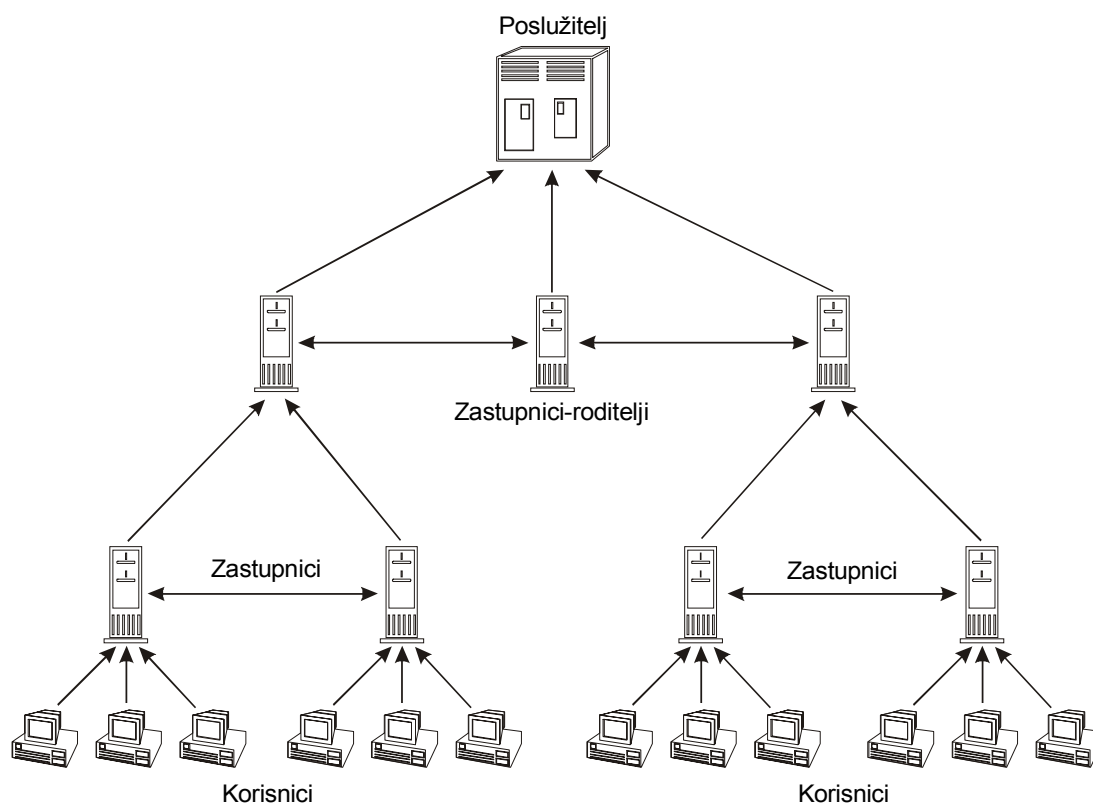 Poslužitelj
Zastupnici-roditelji
Zastupnici
Zastupnici
Korisnici
Korisnici